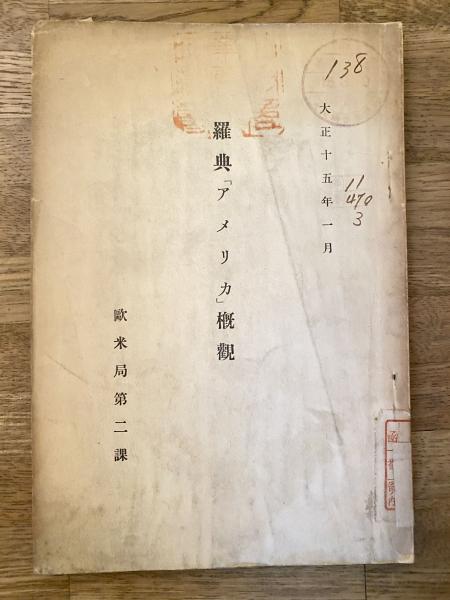 138
大正十五年一月
11
470
3
羅典「アメリカ」概觀
歐米局第二課
函